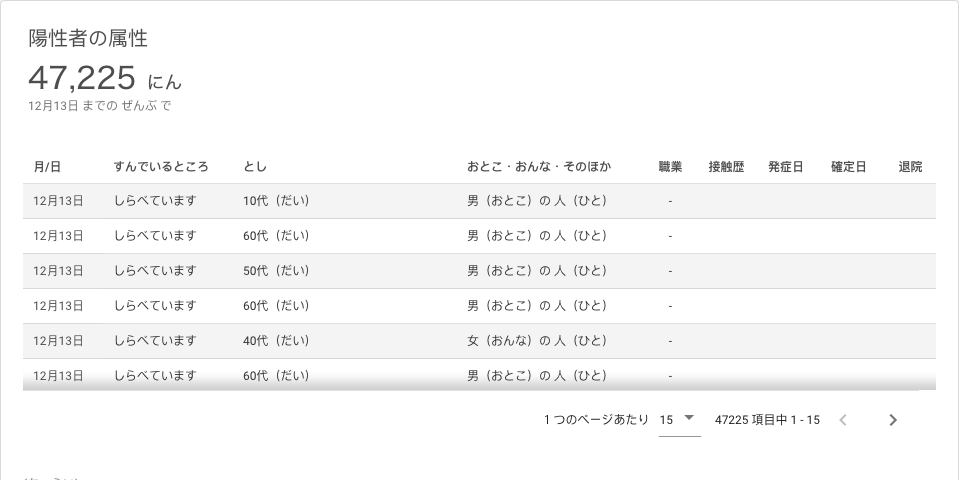 陽性者の属性
47,225 にん
12月13日 までの ぜんぶ で
月/日 すんでいるところ とし おとこ・おんな・そのほか 職業 接触歴 発症日 確定日 退院
12月13日 しらべています 10代（だい） 男（おとこ）の 人（ひと） -
12月13日 しらべています 60代（だい） 男（おとこ）の 人（ひと） -
12月13日 しらべています 50代（だい） 男（おとこ）の 人（ひと） -
12月13日 しらべています 60代（だい） 男（おとこ）の 人（ひと） -
12月13日 しらべています 40代（だい） 女（おんな）の 人（ひと） -
12月13日 しらべています 60代（だい） 男（おとこ）の 人（ひと） -
1 つのページあたり 15 47225 項目中 1 - 15